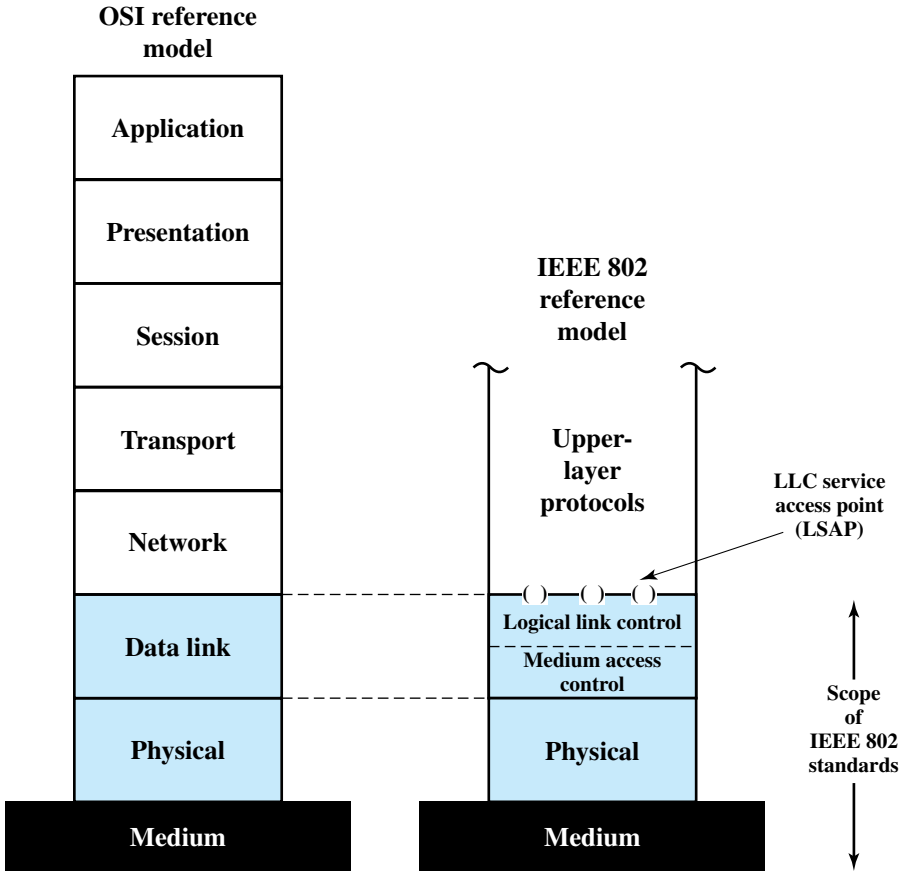 OSI reference
model
Application
Presentation
Session
Transport
Network
Data link
Physical
Medium
IEEE 802
reference
model
Upper-
layer
protocols
LLC service
access point
(LSAP)
( ) ( ) ( )
Logical link control
Medium access
control
Physical
Medium
Scope
of
IEEE 802
standards